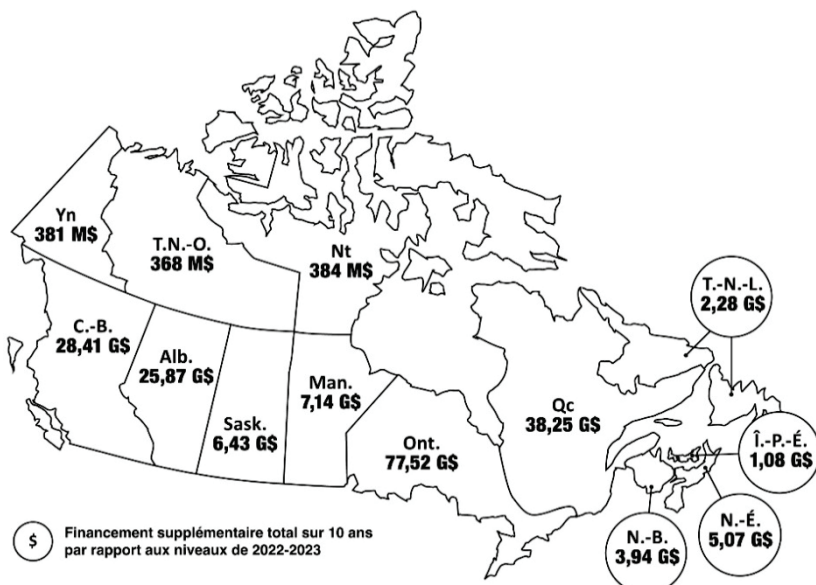 Yn
381 M$
T.N.-O.
368 M$
Nt
384 M$
T.-N.-L.
2,28 G$
C.-B.
28,41 G$
Alb.
25,87 G$
Sask.
6,43 G$
Man.
7,14 G$
Ont.
77,52 G$
Qc
38,25 G$
Î.-P.-É.
1,08 G$
N.-É.
5,07 G$
N.-B.
3,94 G$
$
Financement supplémentaire total sur 10 ans
par rapport aux niveaux de 2022-2023